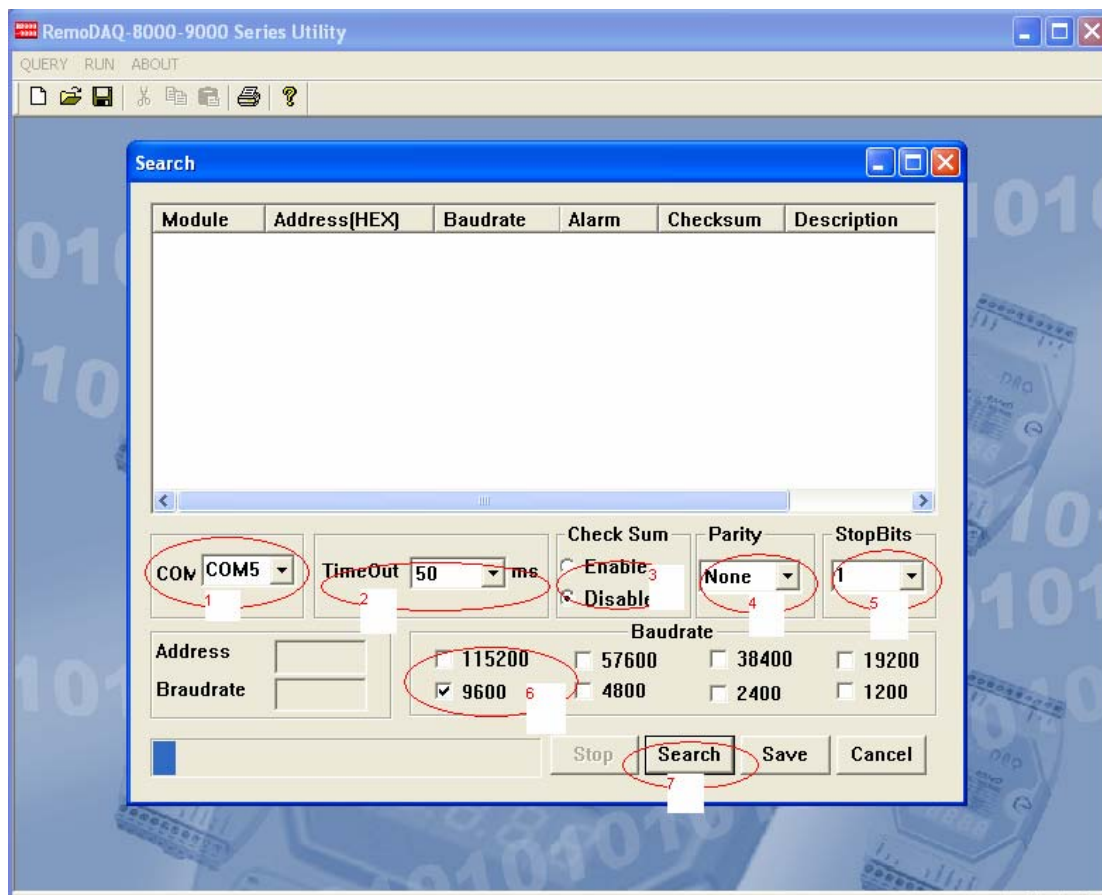 RemoDAQ-8000-9000 Series Utility
QUERY RUN ABOUT
Search
Module Address(HEX) Baudrate Alarm Checksum Description
COM COM5
1
TimeOut 50 ms
2
Check Sum
Enable
3
Disable
Parity
None
4
StopBits
1
5
Address
Braudrate
Baudrate
115200 57600 38400 19200
9600 6 4800 2400 1200
Stop Search Save Cancel
7